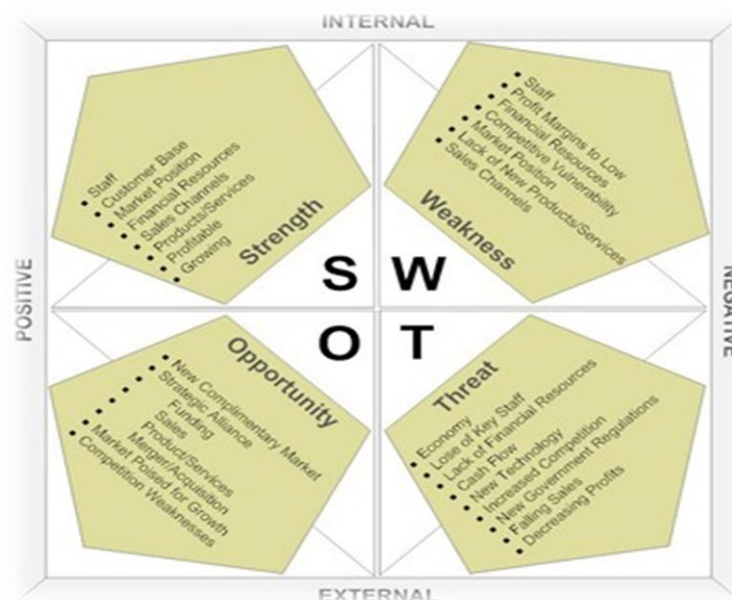 INTERNAL
POSITIVE
NEGATIVE
Staff
Customer Base
Market Position
Financial Resources
Sales Channels
Products/Services
Profitable
Growing
Strength
S
Staff
Profit Margins to Low
Financial Resources
Competitive Vulnerability
Market Position
Lack of New Products/Services
Sales Channels
Weakness
W
O
Opportunity
New Complimentary Market
Strategic Alliance
Funding
Sales
Product/Services
Merger/Acquisition
Market Poised for Growth
Competition Weaknesses
T
Threat
Economy
Lose of Key Staff
Lack of Financial Resources
Cash Flow
New Technology
Increased Competition
New Government Regulations
Falling Sales
Decreasing Profits
EXTERNAL